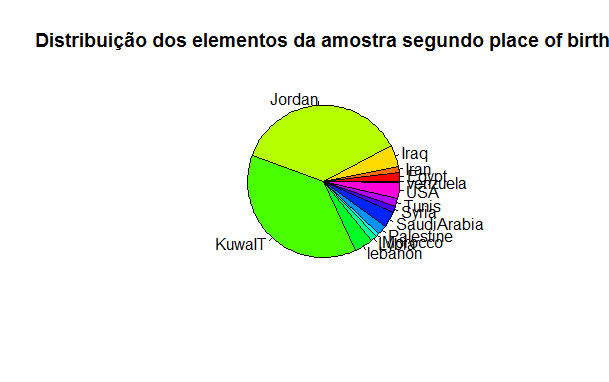 Distribuição dos elementos da amostra segundo place of birth
Jordan
Iraq
Iran
Egypt
venzuela
USA
Tunis
Syria
SaudiArabia
Palestine
Morocco
Lybia
lebanon
KuwaIT